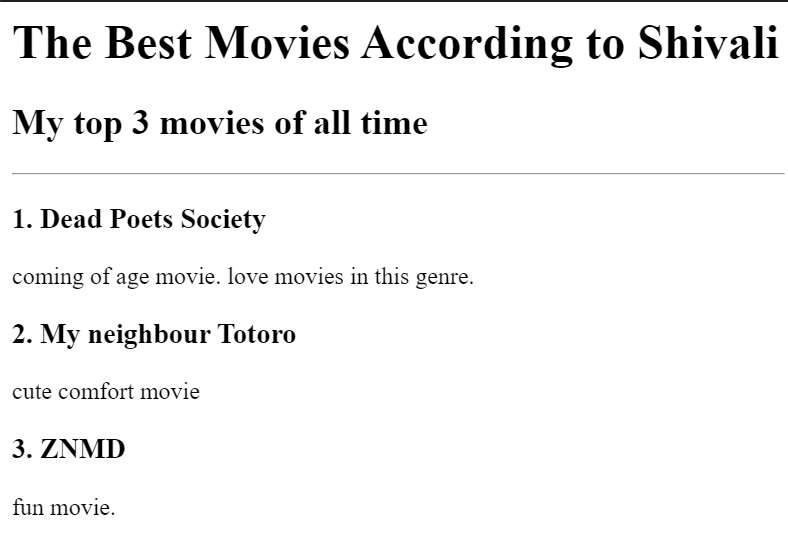 The Best Movies According to Shivali
My top 3 movies of all time
1. Dead Poets Society
coming of age movie. love movies in this genre.
2. My neighbour Totoro
cute comfort movie
3. ZNMD
fun movie.